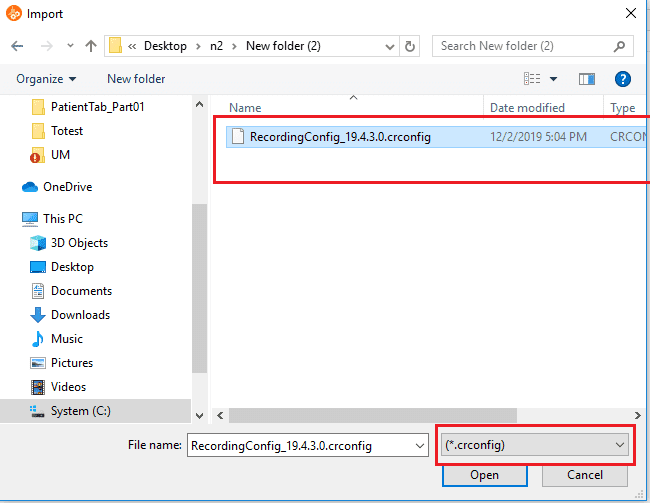 Import
« Desktop > n2 > New folder (2)
Search New folder (2)
Organize
New folder
Name
Date modified
Type
PatientTab_Part01
Totest
UM
OneDrive
This PC
3D Objects
Desktop
Documents
Downloads
Music
Pictures
Videos
System (C:)
RecordingConfig_19.4.3.0.crconfig
12/2/2019 5:04 PM
CRCON
File name:
RecordingConfig_19.4.3.0.crconfig
(*.crconfig)
Open
Cancel